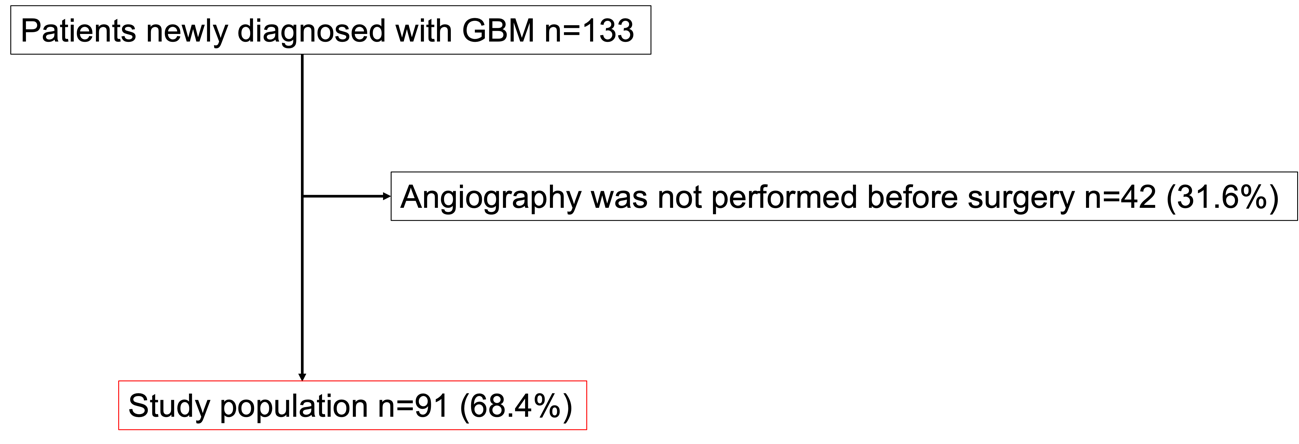 Patients newly diagnosed with GBM n=133
Angiography was not performed before surgery n=42 (31.6%)
Study population n=91 (68.4%)